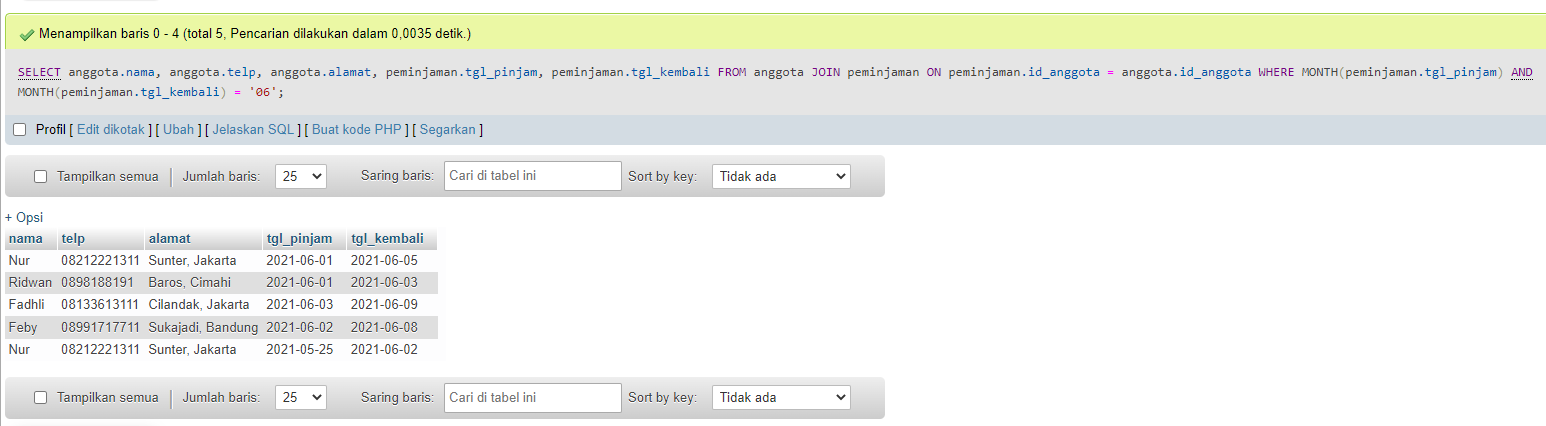 Menampilkan baris 0 - 4 (total 5, Pencarian dilakukan dalam 0,0035 detik.)
SELECT anggota.nama, anggota.telp, anggota.alamat, peminjaman.tgl_pinjam, peminjaman.tgl_kembali FROM anggota JOIN peminjaman ON peminjaman.id_anggota = anggota.id_anggota WHERE MONTH(peminjaman.tgl_pinjam) AND
MONTH(peminjaman.tgl_kembali) = '06';
Profil [ Edit dikotak ] [ Ubah ] [ Jelaskan SQL ] [ Buat kode PHP ] [ Segarkan ]
Tampilkan semua | Jumlah baris: 25 Saring baris: Cari di tabel ini Sort by key: Tidak ada
+ Opsi
nama telp alamat tgl_pinjam tgl_kembali
Nur 08212221311 Sunter, Jakarta 2021-06-01 2021-06-05
Ridwan 0898188191 Baros, Cimahi 2021-06-01 2021-06-03
Fadhli 08133613111 Cilandak, Jakarta 2021-06-03 2021-06-09
Feby 08991717711 Sukajadi, Bandung 2021-06-02 2021-06-08
Nur 08212221311 Sunter, Jakarta 2021-05-25 2021-06-02
Tampilkan semua | Jumlah baris: 25 Saring baris: Cari di tabel ini Sort by key: Tidak ada